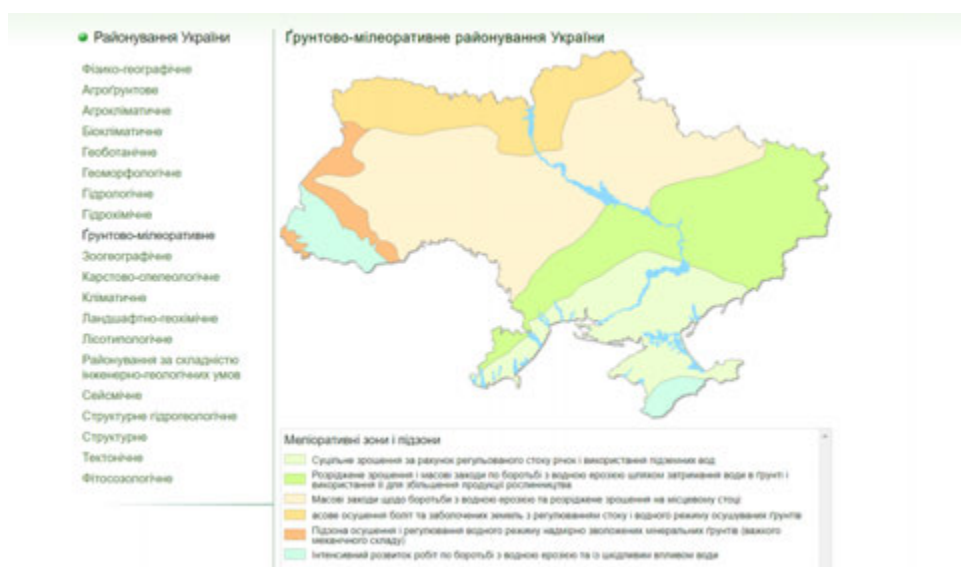 Районування України
Фізико-географічне
Агроґрунтове
Агрокліматичне
Біокліматичне
Геоботанічне
Геоморфологічне
Гідрологічне
Гідрохімічне
Ґрунтово-мілеоративне
Зоогеографічне
Карстово-спелеологічне
Кліматичне
Ландшафтно-геохімічне
Лісотипологічне
Районування за складністю
інженерно-геологічних умов
Сейсмічне
Структурне гідрогеологічне
Структурне
Тектонічне
Фітосозологічне
Ґрунтово-мілеоративне районування України
Меліоративні зони і підзони
Суцільне зрошення за рахунок регульованого стоку річок і використання підземних вод
Розріджене зрошення і масові заходи по боротьбі з водною ерозією шляхом затримання води в ґрунті і
використання її для збільшення продукції рослинництва
Масові заходи щодо боротьби з водною ерозією та розріджене зрошення на місцевому стоці
асове осушення боліт та заболочених земель з регулюванням стоку і водного режиму осушуваних ґрунтів
Підзона осушення і регулювання водного режиму надмірно зволожених мінеральних ґрунтів (важкого
механічного складу)
Інтенсивний розвиток робіт по боротьбі з водною ерозією та із шкідливим впливом води